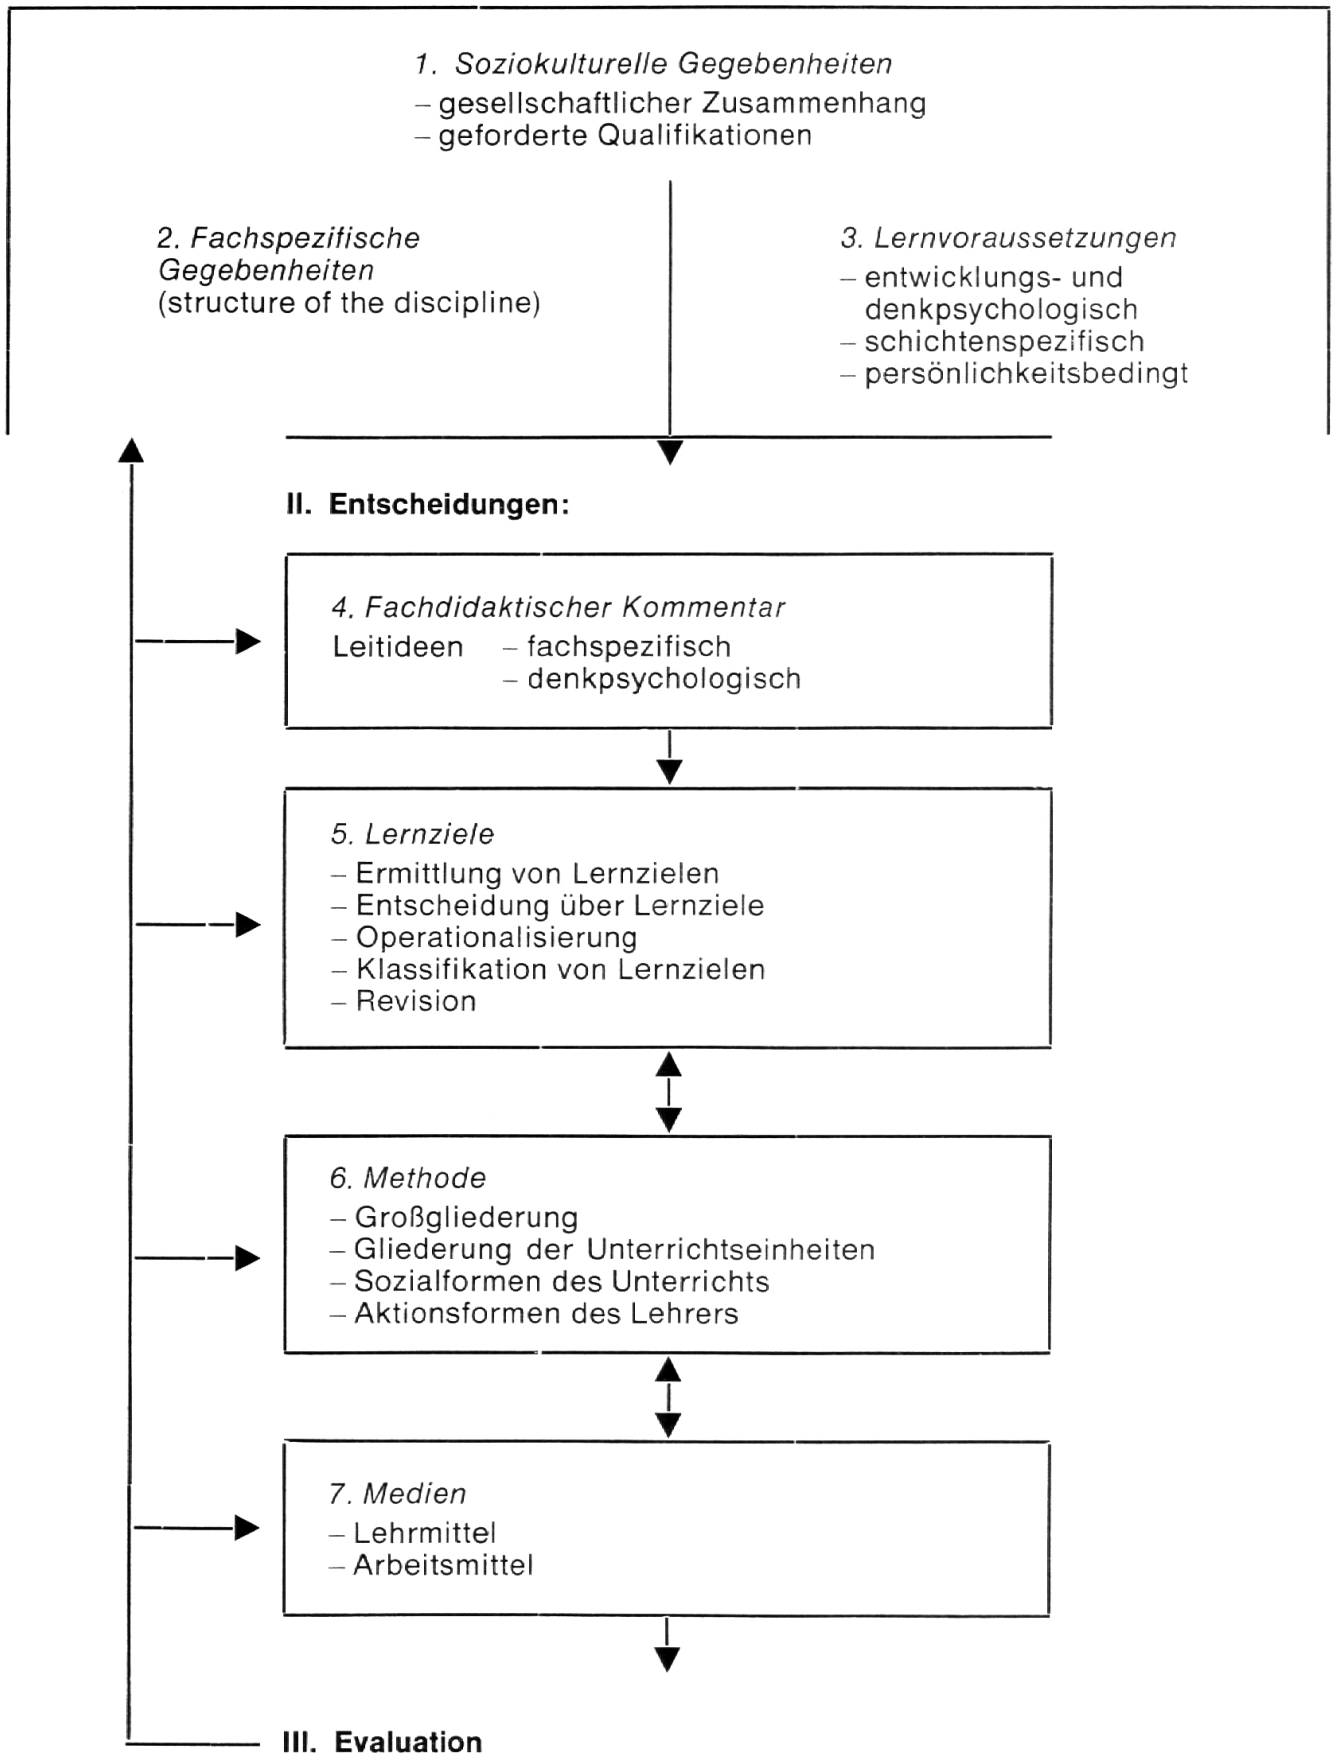 1. Soziokulturelle Gegebenheiten
– gesellschaftlicher Zusammenhang
– geforderte Qualifikationen
2. Fachspezifische
Gegebenheiten
(structure of the discipline)
3. Lernvoraussetzungen
– entwicklungs- und
denkpsychologisch
– schichtenspezifisch
– persönlichkeitsbedingt
II. Entscheidungen:
4. Fachdidaktischer Kommentar
Leitideen – fachspezifisch
– denkpsychologisch
5. Lernziele
– Ermittlung von Lernzielen
– Entscheidung über Lernziele
– Operationalisierung
– Klassifikation von Lernzielen
– Revision
6. Methode
– Großgliederung
– Gliederung der Unterrichtseinheiten
– Sozialformen des Unterrichts
– Aktionsformen des Lehrers
7. Medien
– Lehrmittel
– Arbeitsmittel
III. Evaluation